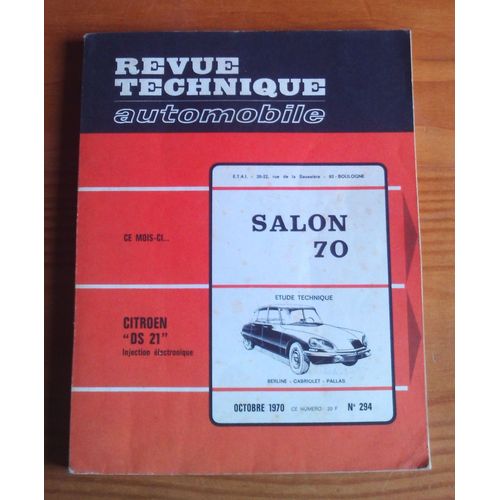 REVUE
TECHNIQUE
automobile
E.T.A.I. - 20-22, rue de la Saussière - 92 - BOULOGNE
CE MOIS-CI...
SALON
70
CITROEN
"DS 21"
Injection électronique
ETUDE TECHNIQUE
BERLINE - CABRIOLET - PALLAS
OCTOBRE 1970 CE NUMERO : 20 F N° 294